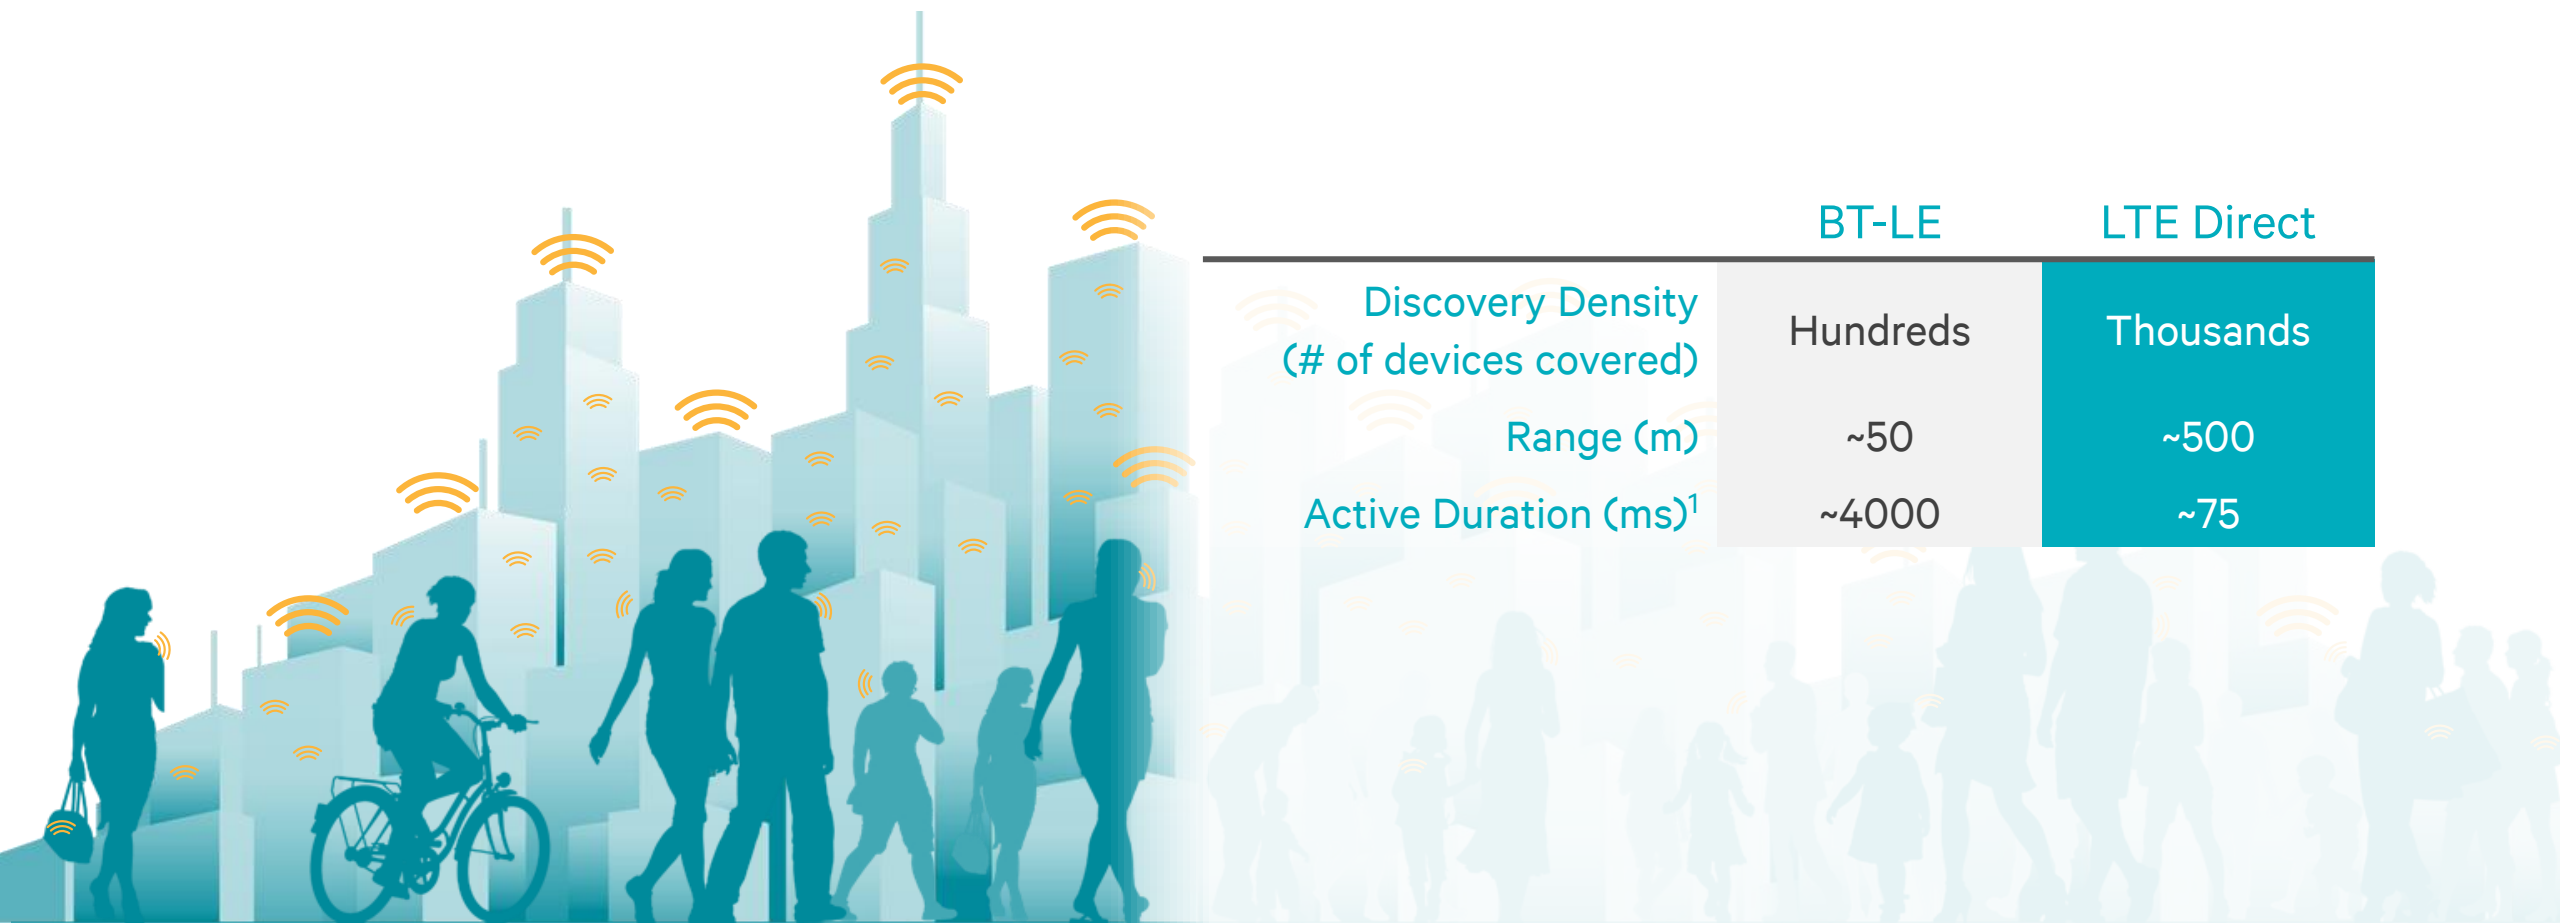 BT-LE LTE Direct
Discovery Density
(# of devices covered) Hundreds Thousands
Range (m) ~50 ~500
Active Duration (ms)¹ ~4000 ~75